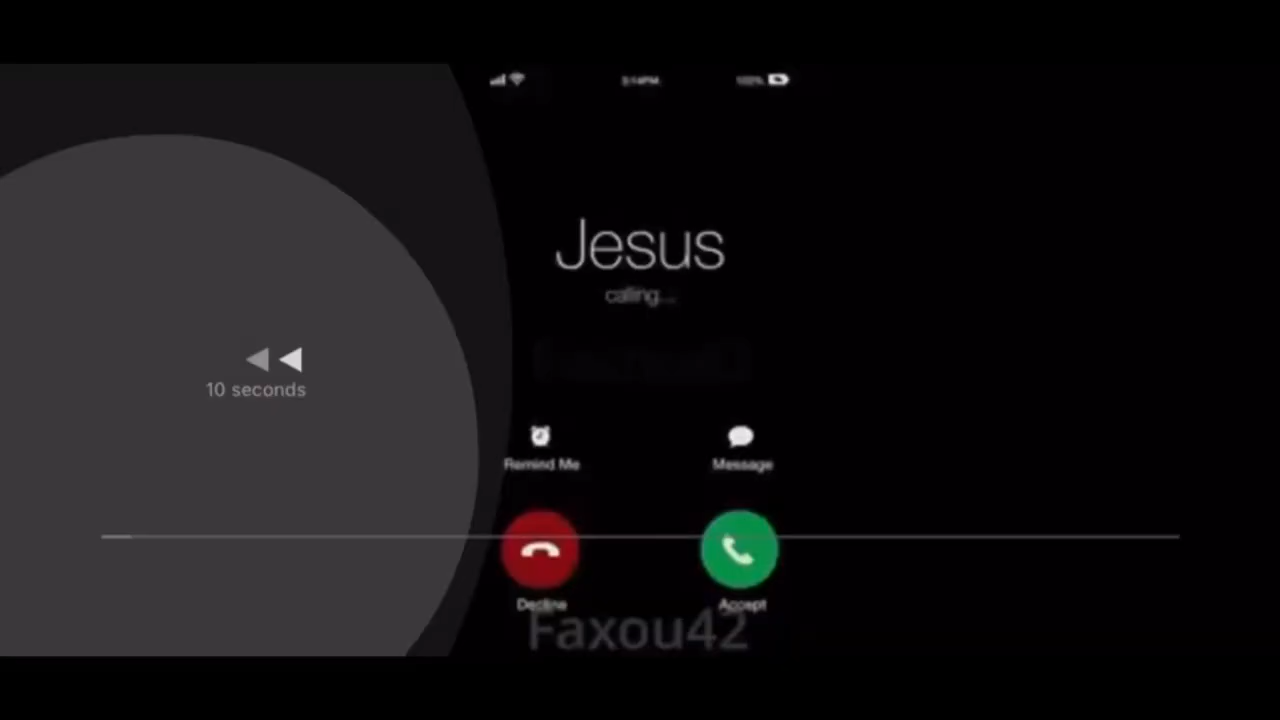 Jesus
calling...
10 seconds
Remind Me
Message
Decline
Accept
Faxou42